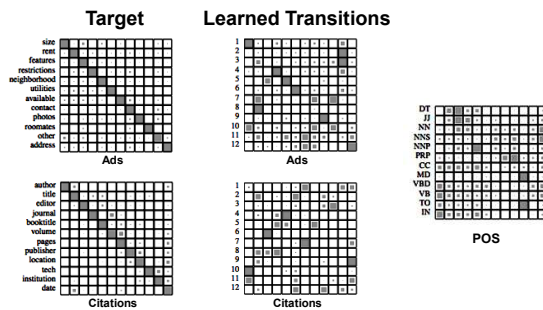 Target
Learned Transitions
size
rent
features
restrictions
neighborhood
utilities
available
contact
photos
roomates
other
address
Ads
1
2
3
4
5
6
7
8
9
10
11
12
Ads
author
title
editor
journal
booktitle
volume
pages
publisher
location
tech
institution
date
Citations
1
2
3
4
5
6
7
8
9
10
11
12
Citations
DT
JJ
NN
NNS
NNP
PRP
CC
MD
VBD
VB
TO
IN
POS